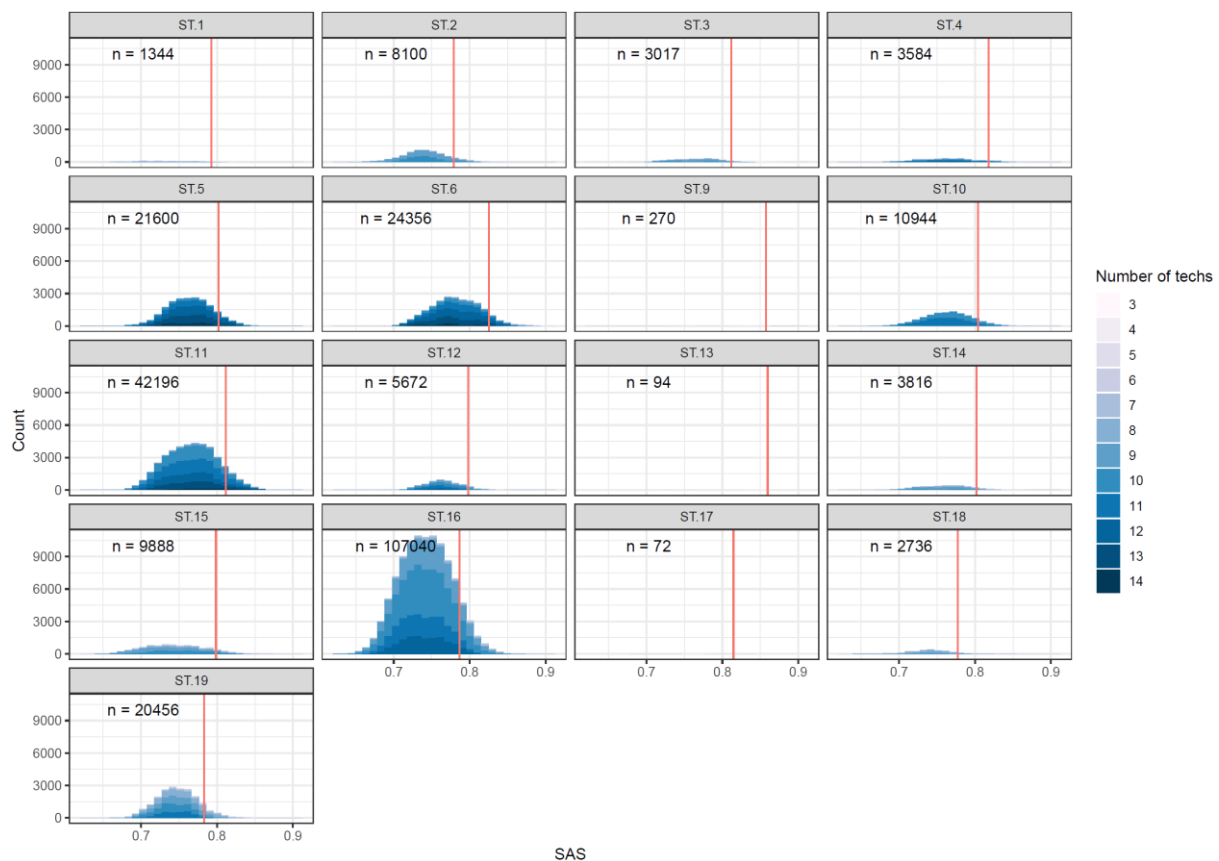 ST.1 ST.2 ST.3 ST.4
n = 1344 n = 8100 n = 3017 n = 3584
9000
6000
3000
0
ST.5 ST.6 ST.9 ST.10
n = 21600 n = 24356 n = 270 n = 10944
9000
6000
3000
0
ST.11 ST.12 ST.13 ST.14
n = 42196 n = 5672 n = 94 n = 3816
9000
6000
3000
0
ST.15 ST.16 ST.17 ST.18
n = 9888 n = 107040 n = 72 n = 2736
9000
6000
3000
0
0.7 0.8 0.9 0.7 0.8 0.9 0.7 0.8 0.9
ST.19
n = 20456
9000
6000
3000
0
0.7 0.8 0.9
Count
SAS
Number of techs
3
4
5
6
7
8
9
10
11
12
13
14